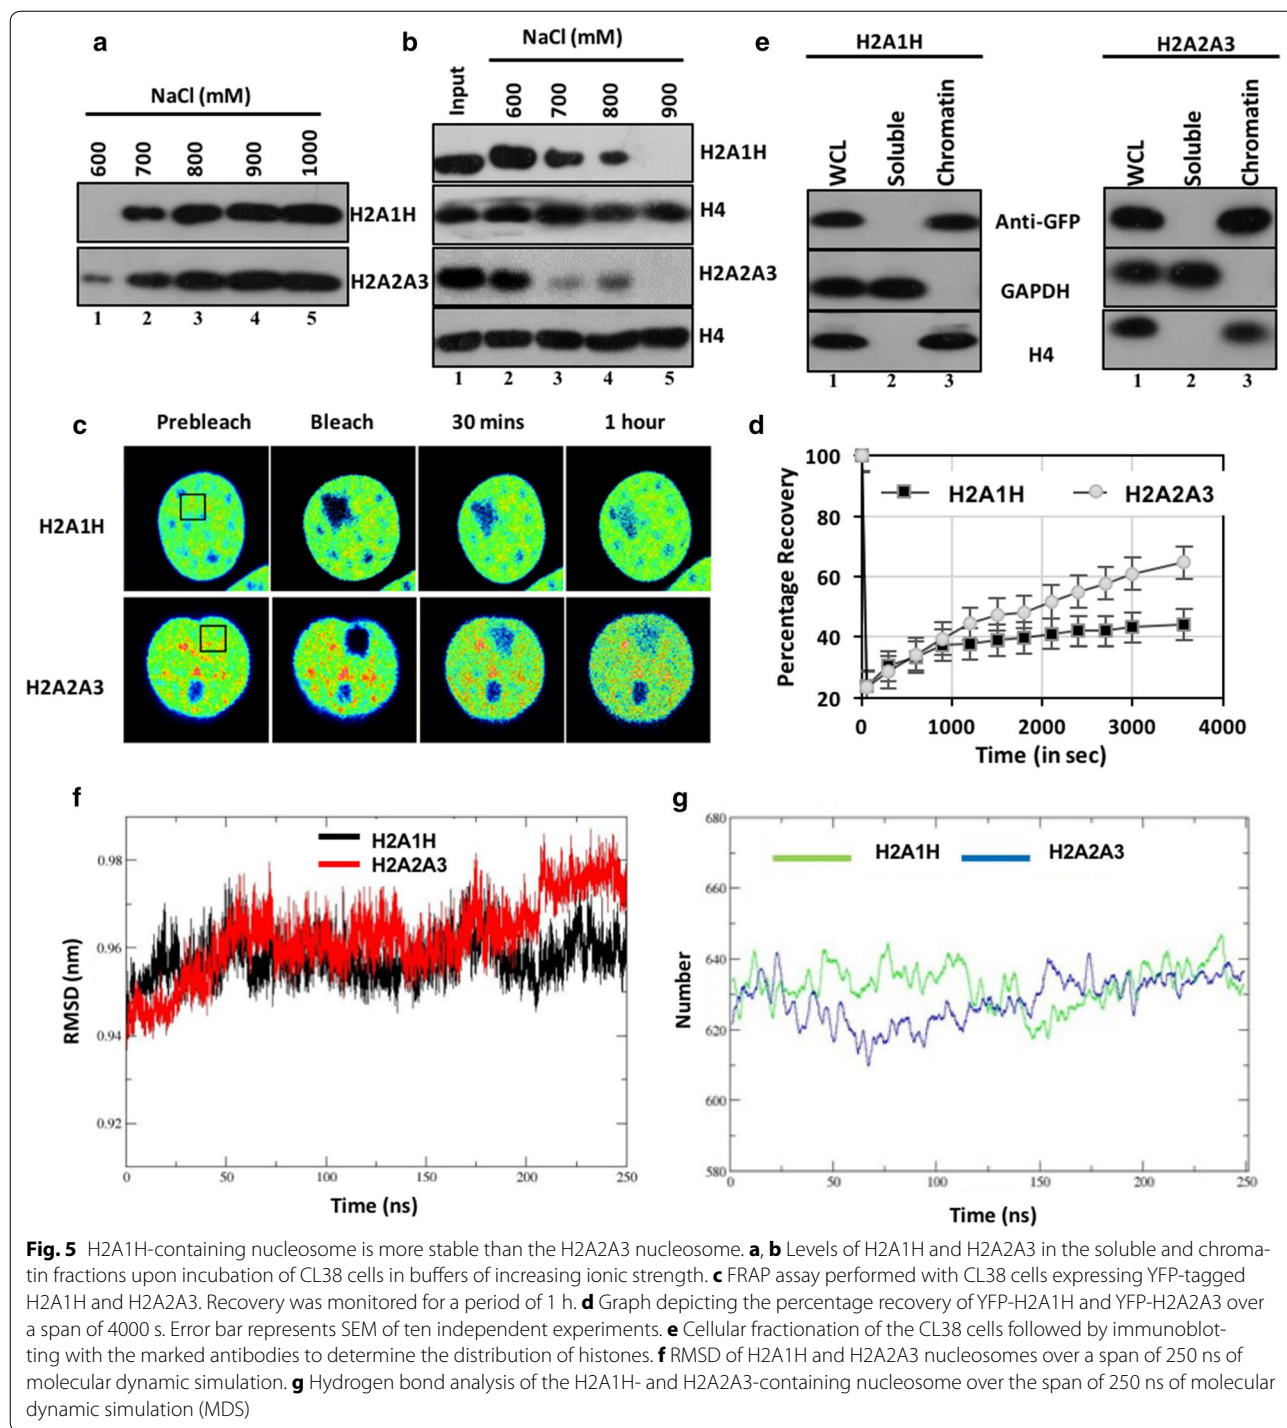 a
NaCl (mM)
600 700 800 900 1000
H2A1H
H2A2A3
1 2 3 4 5
b
NaCl (mM)
Input 600 700 800 900
H2A1H
H4
H2A2A3
H4
1 2 3 4 5
e
H2A1H H2A2A3
WCL Soluble Chromatin WCL Soluble Chromatin
Anti-GFP
GAPDH
H4
1 2 3 1 2 3
c
Prebleach Bleach 30 mins 1 hour
H2A1H
H2A2A3
d
Percentage Recovery
100
80
60
40
20
H2A1H H2A2A3
0 1000 2000 3000 4000
Time (in sec)
f
H2A1H
H2A2A3
RMSD (nm)
0.98
0.96
0.94
0.92
0 50 100 150 200 250
Time (ns)
g
H2A1H H2A2A3
Number
680
660
640
620
600
580
0 50 100 150 200 250
Time (ns)
Fig. 5 H2A1H-containing nucleosome is more stable than the H2A2A3 nucleosome. a, b Levels of H2A1H and H2A2A3 in the soluble and chroma-
tin fractions upon incubation of CL38 cells in buffers of increasing ionic strength. c FRAP assay performed with CL38 cells expressing YFP-tagged
H2A1H and H2A2A3. Recovery was monitored for a period of 1 h. d Graph depicting the percentage recovery of YFP-H2A1H and YFP-H2A2A3 over
a span of 4000 s. Error bar represents SEM of ten independent experiments. e Cellular fractionation of the CL38 cells followed by immunoblot-
ting with the marked antibodies to determine the distribution of histones. f RMSD of H2A1H and H2A2A3 nucleosomes over a span of 250 ns of
molecular dynamic simulation. g Hydrogen bond analysis of the H2A1H- and H2A2A3-containing nucleosome over the span of 250 ns of molecular
dynamic simulation (MDS)